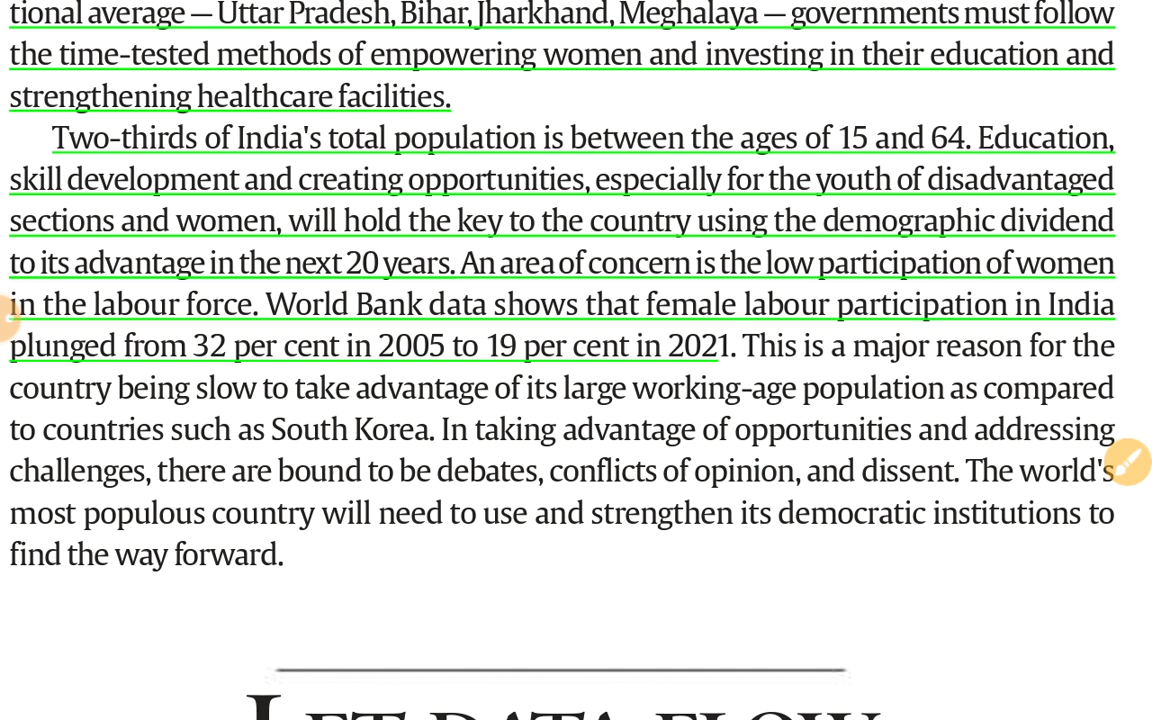 tional average — Uttar Pradesh, Bihar, Jharkhand, Meghalaya — governments must follow
the time-tested methods of empowering women and investing in their education and
strengthening healthcare facilities.
Two-thirds of India's total population is between the ages of 15 and 64. Education,
skill development and creating opportunities, especially for the youth of disadvantaged
sections and women, will hold the key to the country using the demographic dividend
to its advantage in the next 20 years. An area of concern is the low participation of women
in the labour force. World Bank data shows that female labour participation in India
plunged from 32 per cent in 2005 to 19 per cent in 2021. This is a major reason for the
country being slow to take advantage of its large working-age population as compared
to countries such as South Korea. In taking advantage of opportunities and addressing
challenges, there are bound to be debates, conflicts of opinion, and dissent. The world's
most populous country will need to use and strengthen its democratic institutions to
find the way forward.
LET DATA FLOW